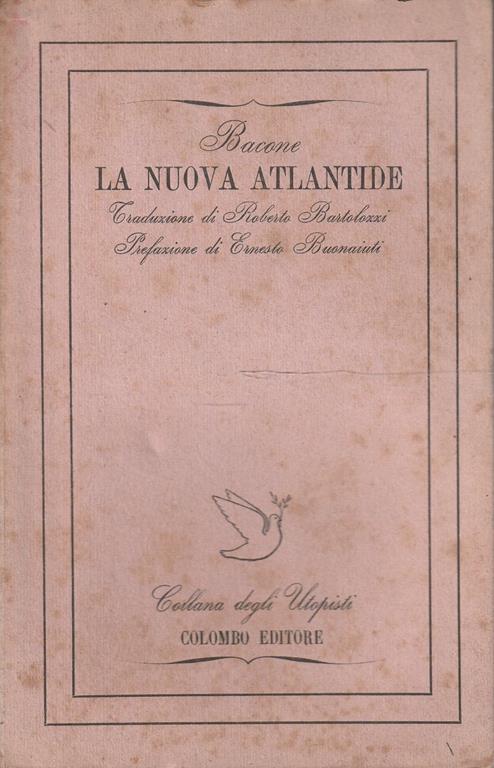 Bacone
LA NUOVA ATLANTIDE
Traduzione di Roberto Bartolozzi
Prefazione di Ernesto Buonaiuti
Collana degli Utopisti
COLOMBO EDITORE